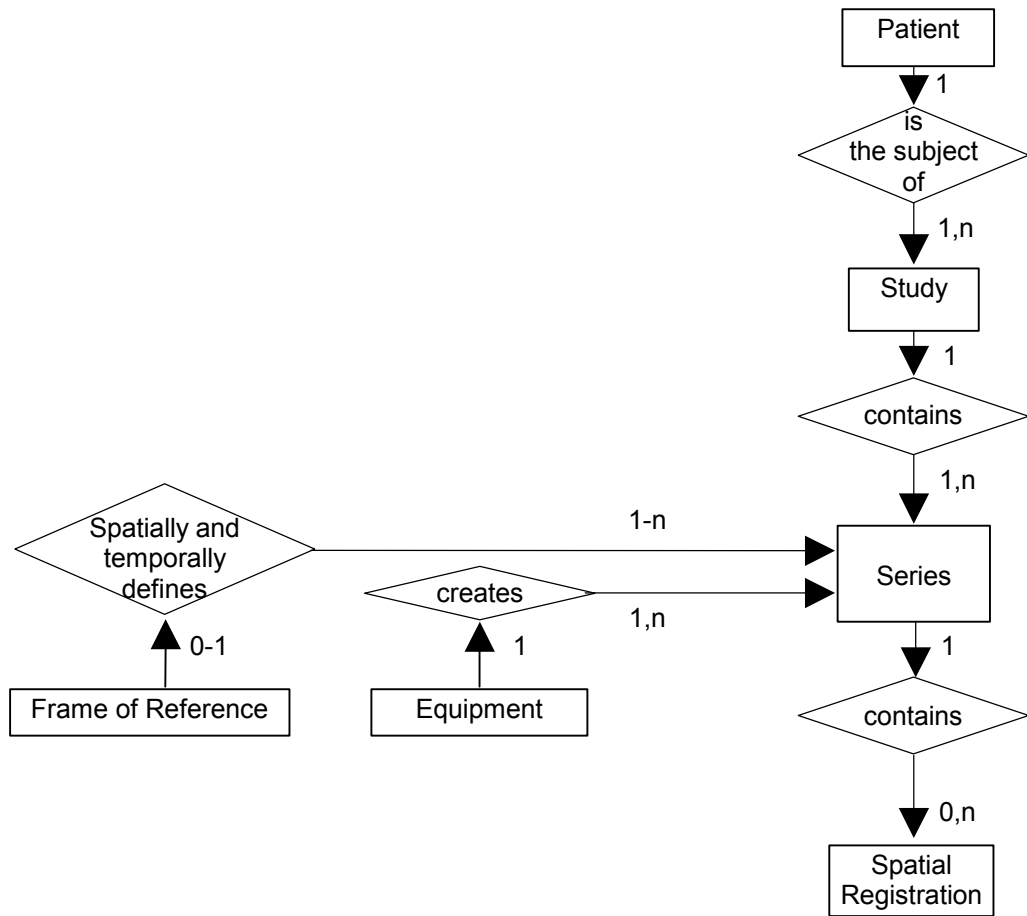 Patient
1
is
the subject
of
1,n
Study
1
contains
1,n
Spatially and
temporally
defines
1-n
Series
creates
1,n
0-1
1
1
Frame of Reference
Equipment
contains
0,n
Spatial
Registration